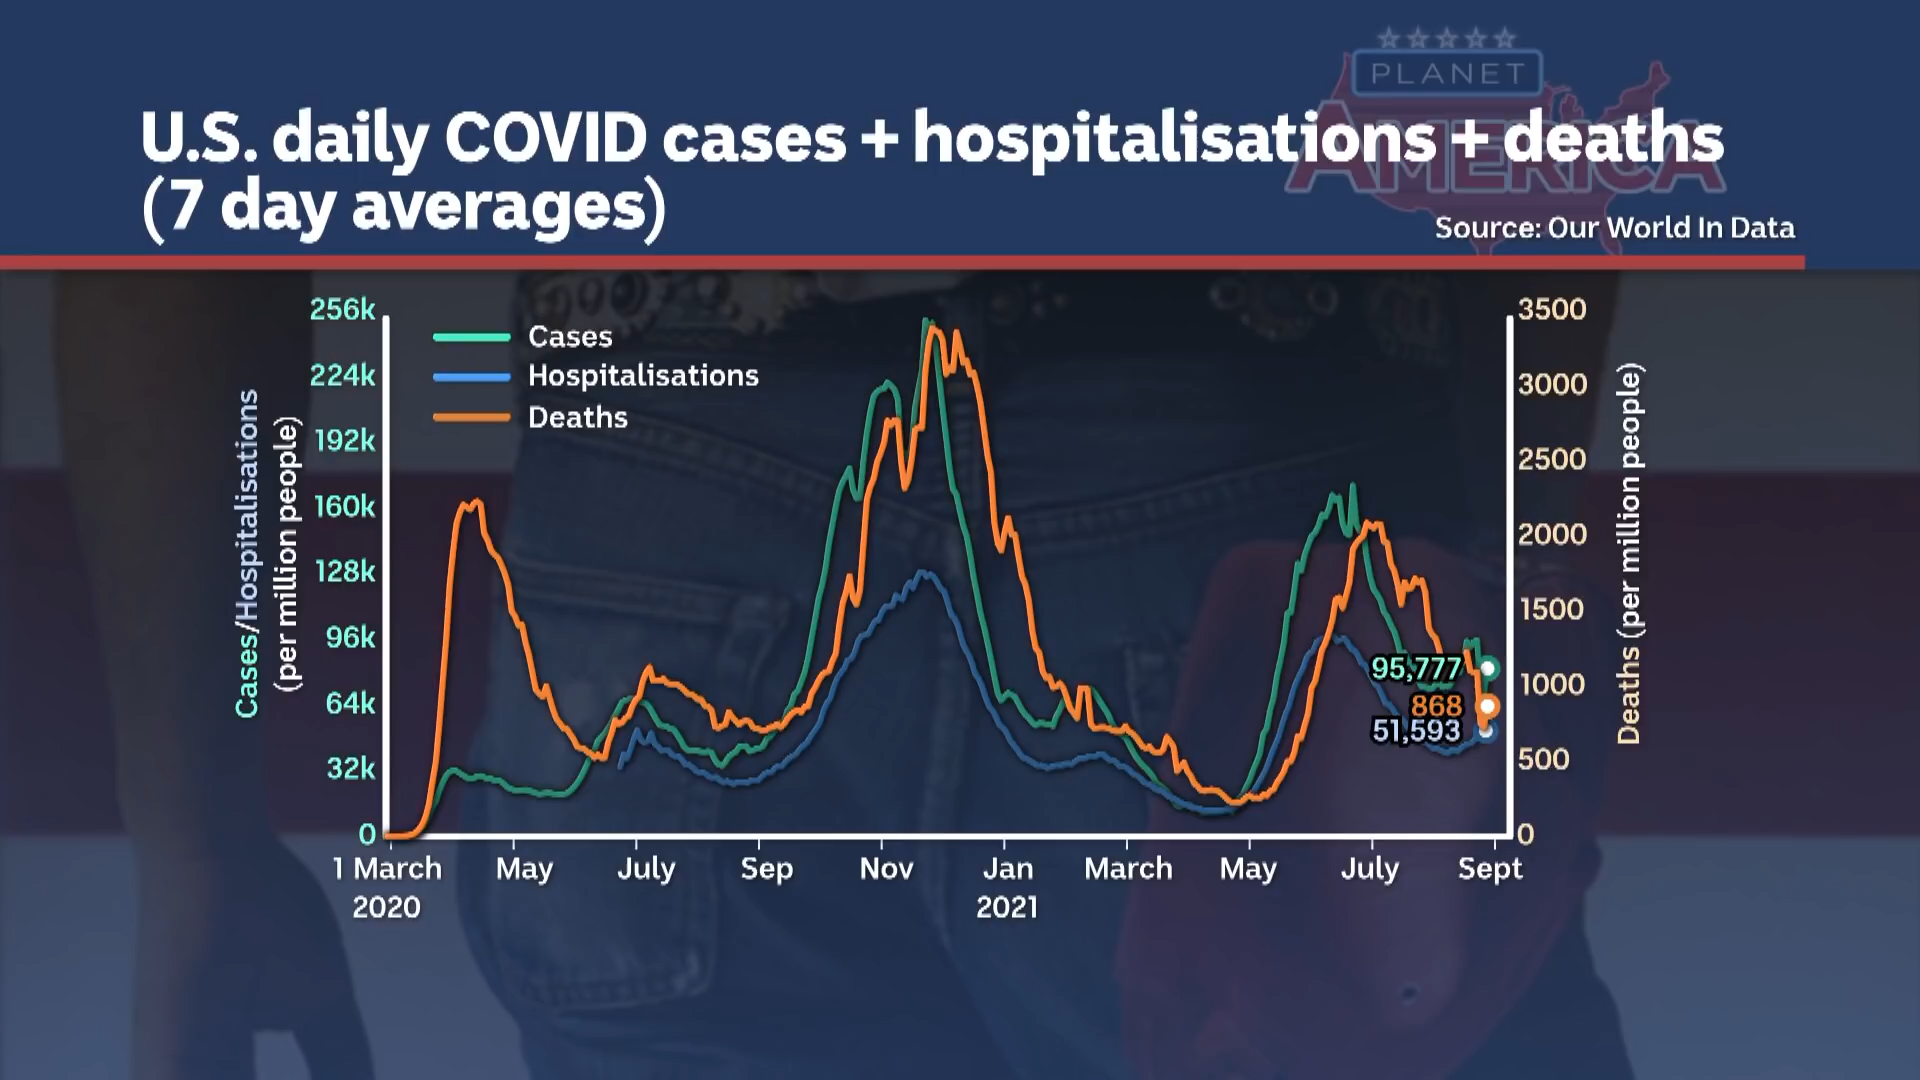 PLANET
AMERICA
U.S. daily COVID cases + hospitalisations + deaths
(7 day averages)
Source: Our World In Data
Cases
Hospitalisations
Deaths
Cases/Hospitalisations
(per million people)
256k
224k
192k
160k
128k
96k
64k
32k
0
3500
3000
2500
2000
1500
1000
500
0
Deaths (per million people)
95,777
868
51,593
1 March
2020
May
July
Sep
Nov
Jan
2021
March
May
July
Sept